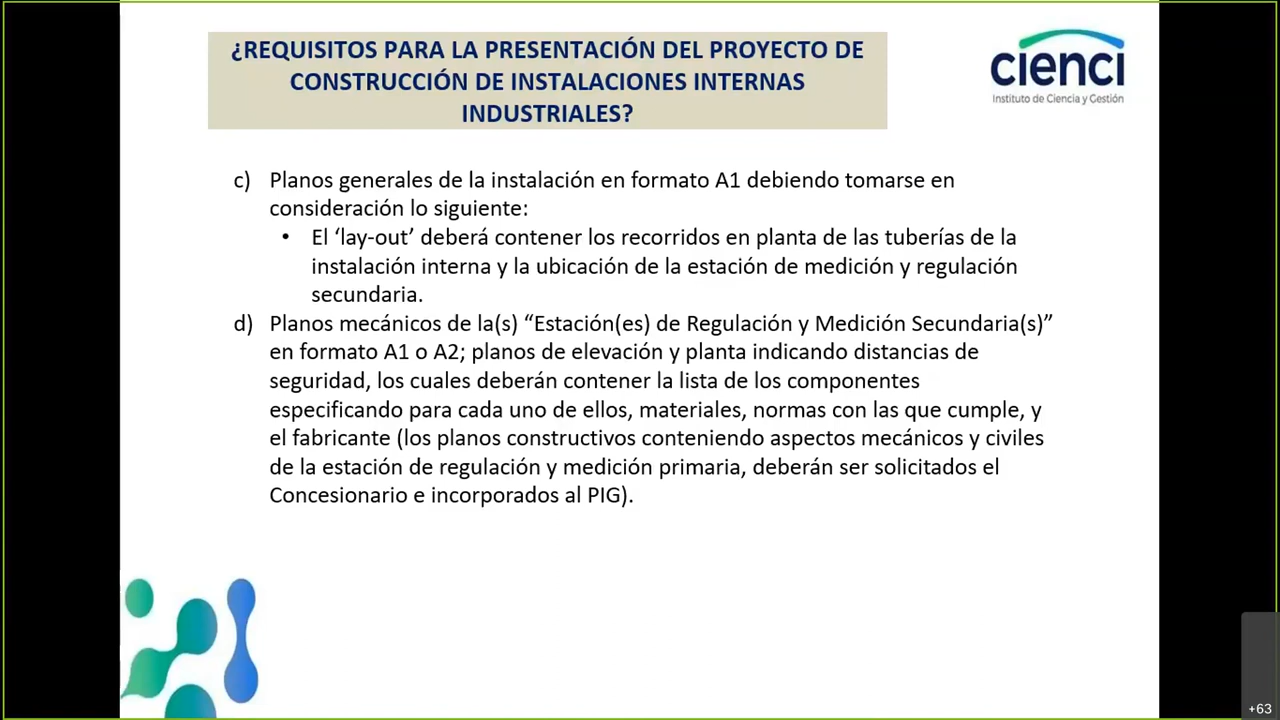 ¿REQUISITOS PARA LA PRESENTACIÓN DEL PROYECTO DE
CONSTRUCCIÓN DE INSTALACIONES INTERNAS
INDUSTRIALES?
cienci
Instituto de Ciencia y Gestión
c) Planos generales de la instalación en formato A1 debiendo tomarse en
consideración lo siguiente:
• El ‘lay-out’ deberá contener los recorridos en planta de las tuberías de la
instalación interna y la ubicación de la estación de medición y regulación
secundaria.
d) Planos mecánicos de la(s) “Estación(es) de Regulación y Medición Secundaria(s)”
en formato A1 o A2; planos de elevación y planta indicando distancias de
seguridad, los cuales deberán contener la lista de los componentes
especificando para cada uno de ellos, materiales, normas con las que cumple, y
el fabricante (los planos constructivos conteniendo aspectos mecánicos y civiles
de la estación de regulación y medición primaria, deberán ser solicitados el
Concesionario e incorporados al PIG).
+63